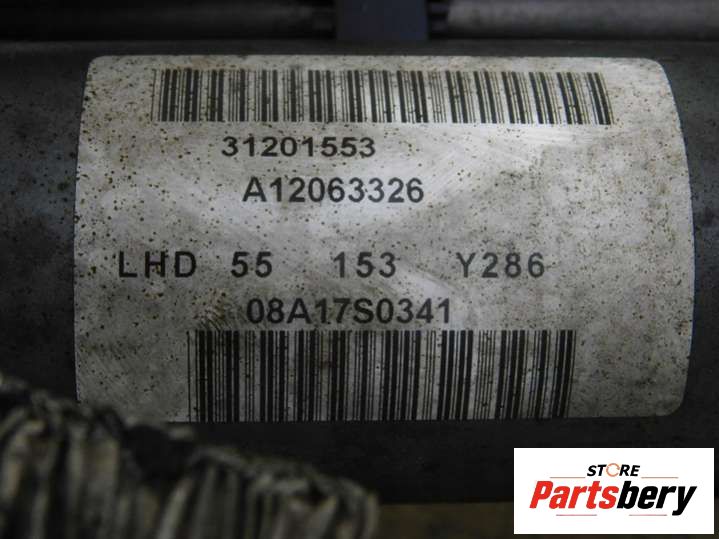 31201553
A12063326
LHD 55 153 Y286
08A17S0341
STORE
Partsbery